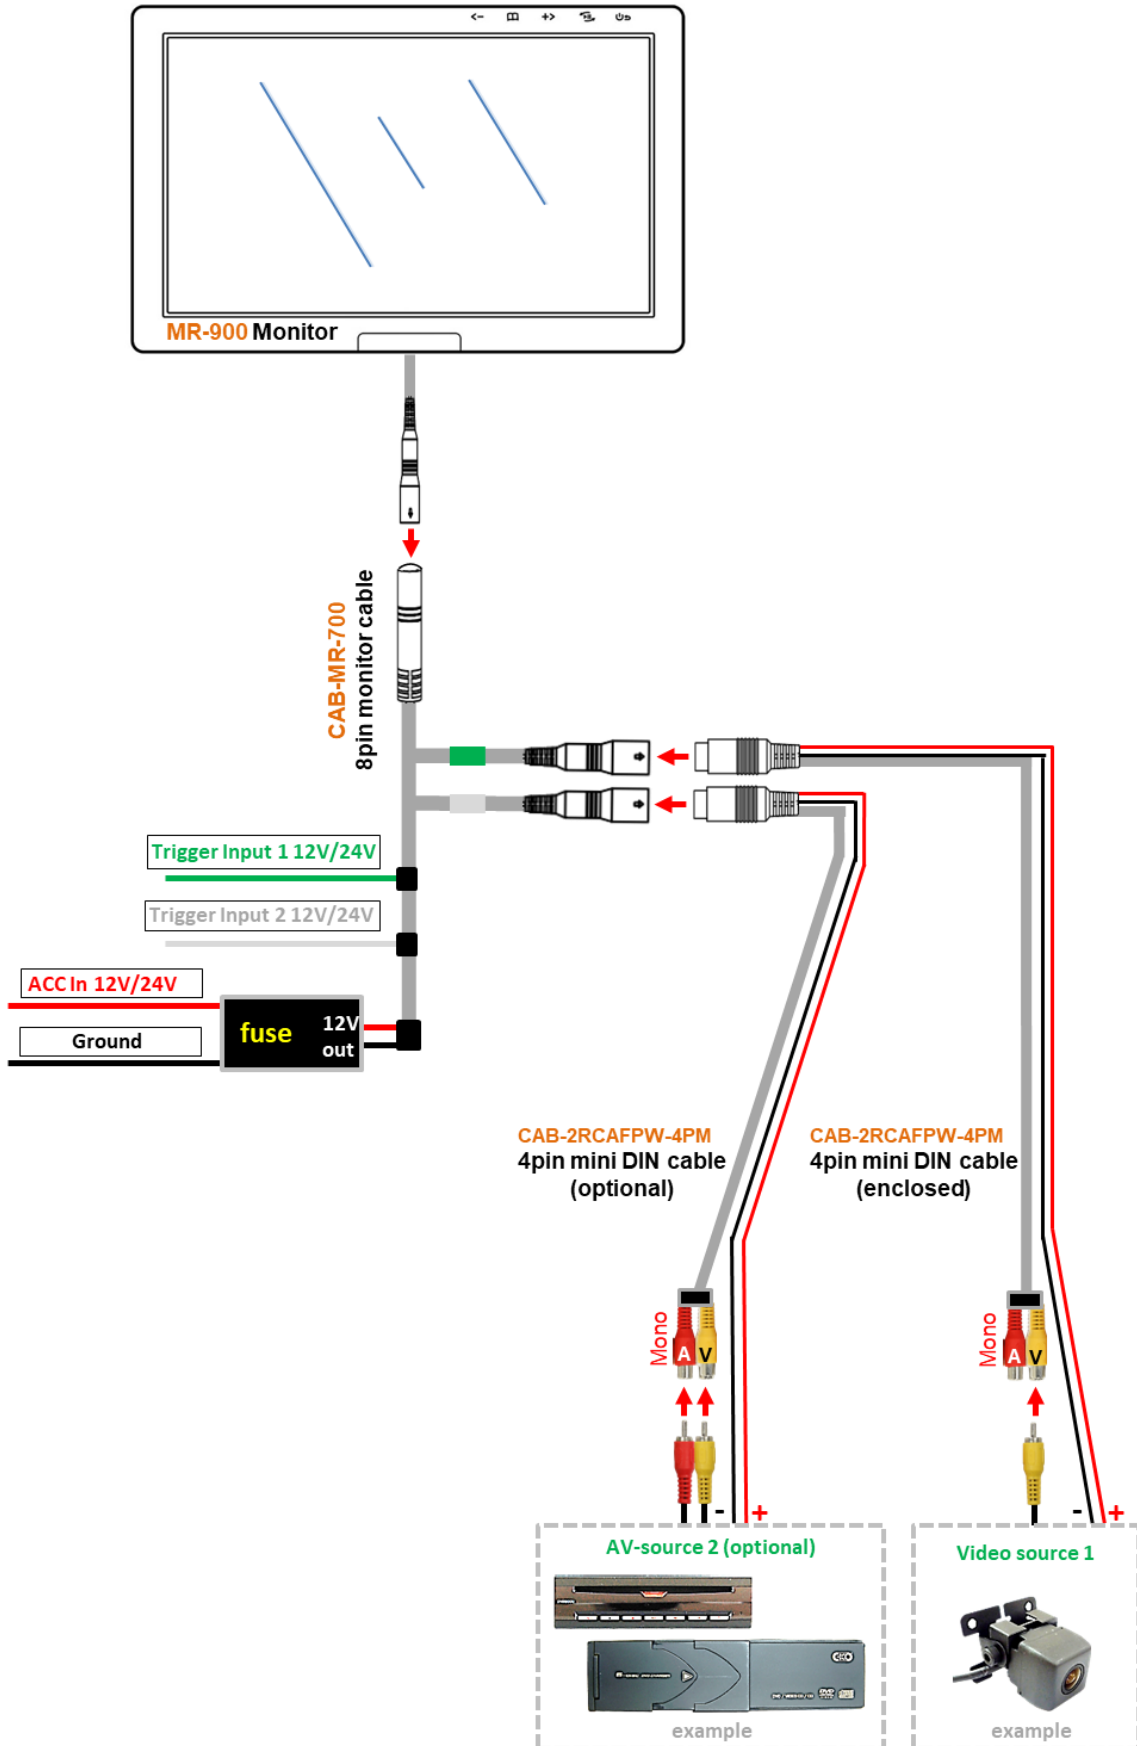 MR-900 Monitor
CAB-MR-700
8pin monitor cable
Trigger Input 1 12V/24V
Trigger Input 2 12V/24V
ACC In 12V/24V
Ground
fuse
12V
out
CAB-2RCAFPW-4PM
4pin mini DIN cable
(optional)
CAB-2RCAFPW-4PM
4pin mini DIN cable
(enclosed)
Mono
A V
Mono
A V
- +
- +
AV-source 2 (optional)
example
Video source 1
example